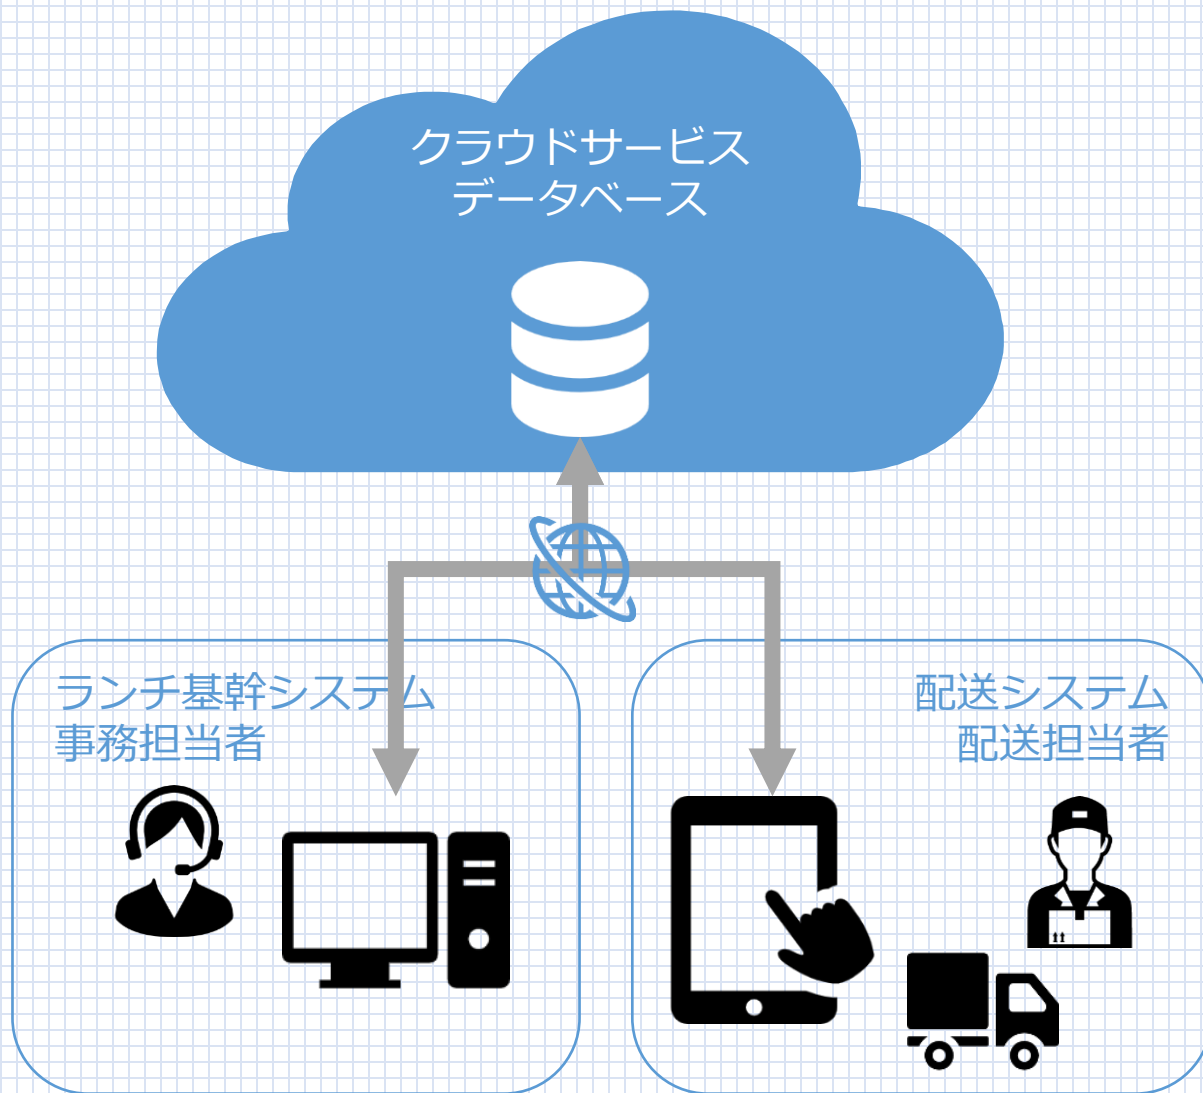 クラウドサービス
データベース
ランチ基幹システム
事務担当者
配送システム
配送担当者